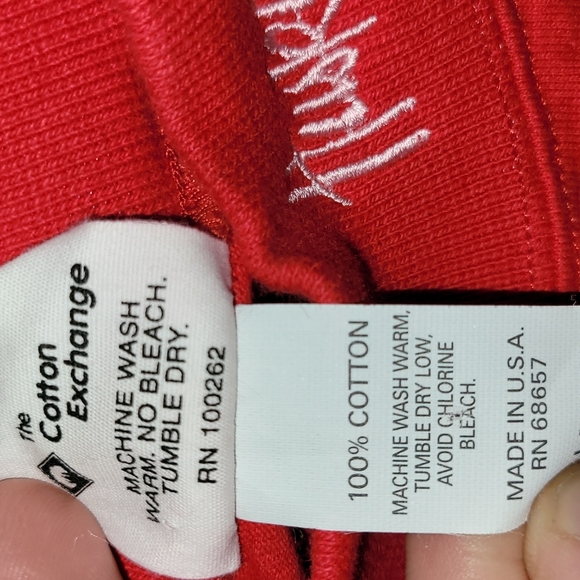 The
Cotton
Exchange
MACHINE WASH
WARM. NO BLEACH.
TUMBLE DRY.
RN 100262
100% COTTON
MACHINE WASH WARM,
TUMBLE DRY LOW,
AVOID CHLORINE
BLEACH.
MADE IN U.S.A.
RN 68657